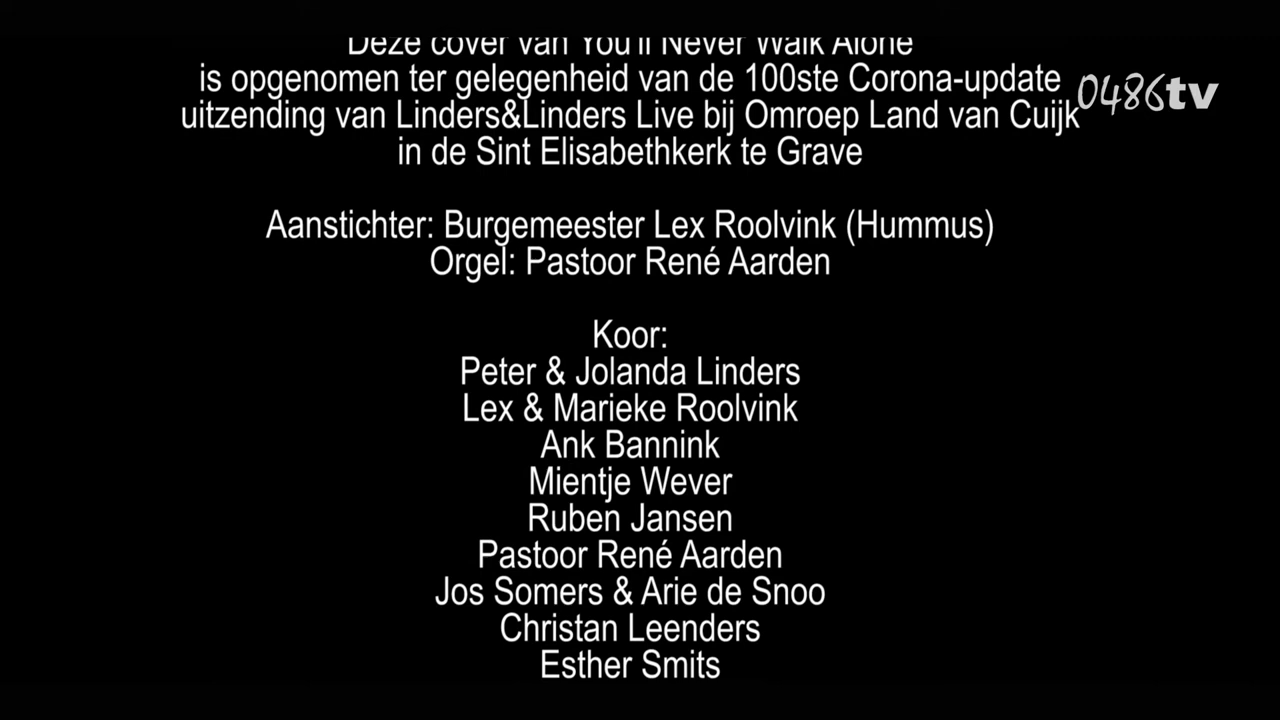 Deze cover van You'll Never Walk Alone
is opgenomen ter gelegenheid van de 100ste Corona-update
uitzending van Linders&Linders Live bij Omroep Land van Cuijk
in de Sint Elisabethkerk te Grave
0486tv
Aanstichter: Burgemeester Lex Roolvink (Hummus)
Orgel: Pastoor René Aarden
Koor:
Peter & Jolanda Linders
Lex & Marieke Roolvink
Ank Bannink
Mientje Wever
Ruben Jansen
Pastoor René Aarden
Jos Somers & Arie de Snoo
Christan Leenders
Esther Smits